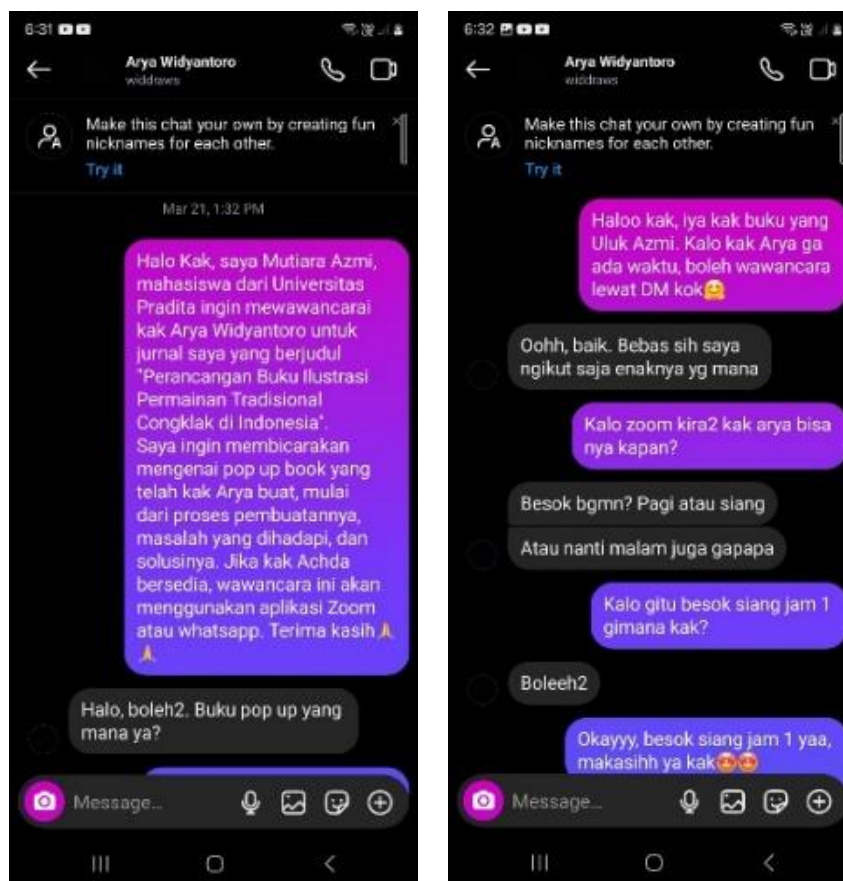 6:31
Arya Widyantoro
widdraws
Make this chat your own by creating fun
nicknames for each other.
Try it
Mar 21, 1:32 PM
Halo Kak, saya Mutiara Azmi,
mahasiswa dari Universitas
Pradita ingin mewawancarai
kak Arya Widyantoro untuk
jurnal saya yang berjudul
"Perancangan Buku Ilustrasi
Permainan Tradisional
Congklak di Indonesia".
Saya ingin membicarakan
mengenai pop up book yang
telah kak Arya buat, mulai
dari proses pembuatannya,
masalah yang dihadapi, dan
solusinya. Jika kak Achda
bersedia, wawancara ini akan
menggunakan aplikasi Zoom
atau whatsapp. Terima kasih🙏
🙏
Halo, boleh2. Buku pop up yang
mana ya?
Message...
6:32
Arya Widyantoro
widdraws
Make this chat your own by creating fun
nicknames for each other.
Try it
Haloo kak, iya kak buku yang
Uluk Azmi. Kalo kak Arya ga
ada waktu, boleh wawancara
lewat DM kok🤗
Oohh, baik. Bebas sih saya
ngikut saja enaknya yg mana
Kalo zoom kira2 kak arya bisa
nya kapan?
Besok bgmn? Pagi atau siang
Atau nanti malam juga gapapa
Kalo gitu besok siang jam 1
gimana kak?
Boleeh2
Okayyy, besok siang jam 1 yaa,
makasihh ya kak🤩🤩
Message...